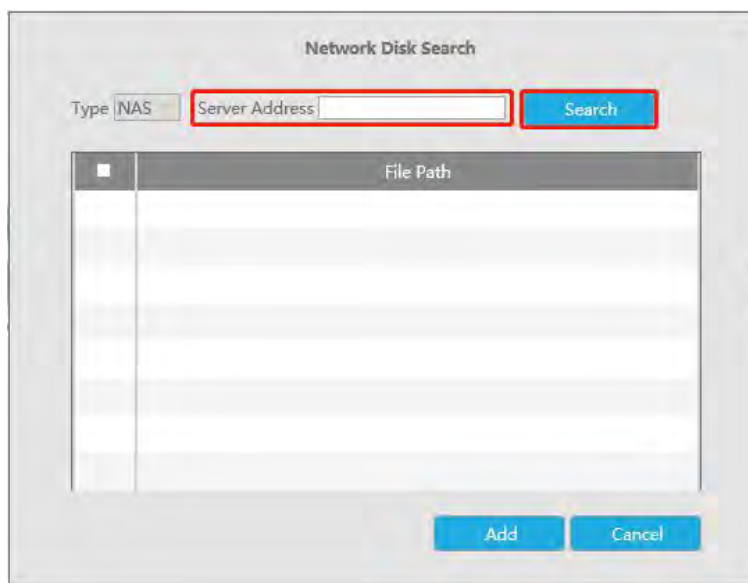 Network Disk Search
Type NAS Server Address Search
File Path
Add Cancel